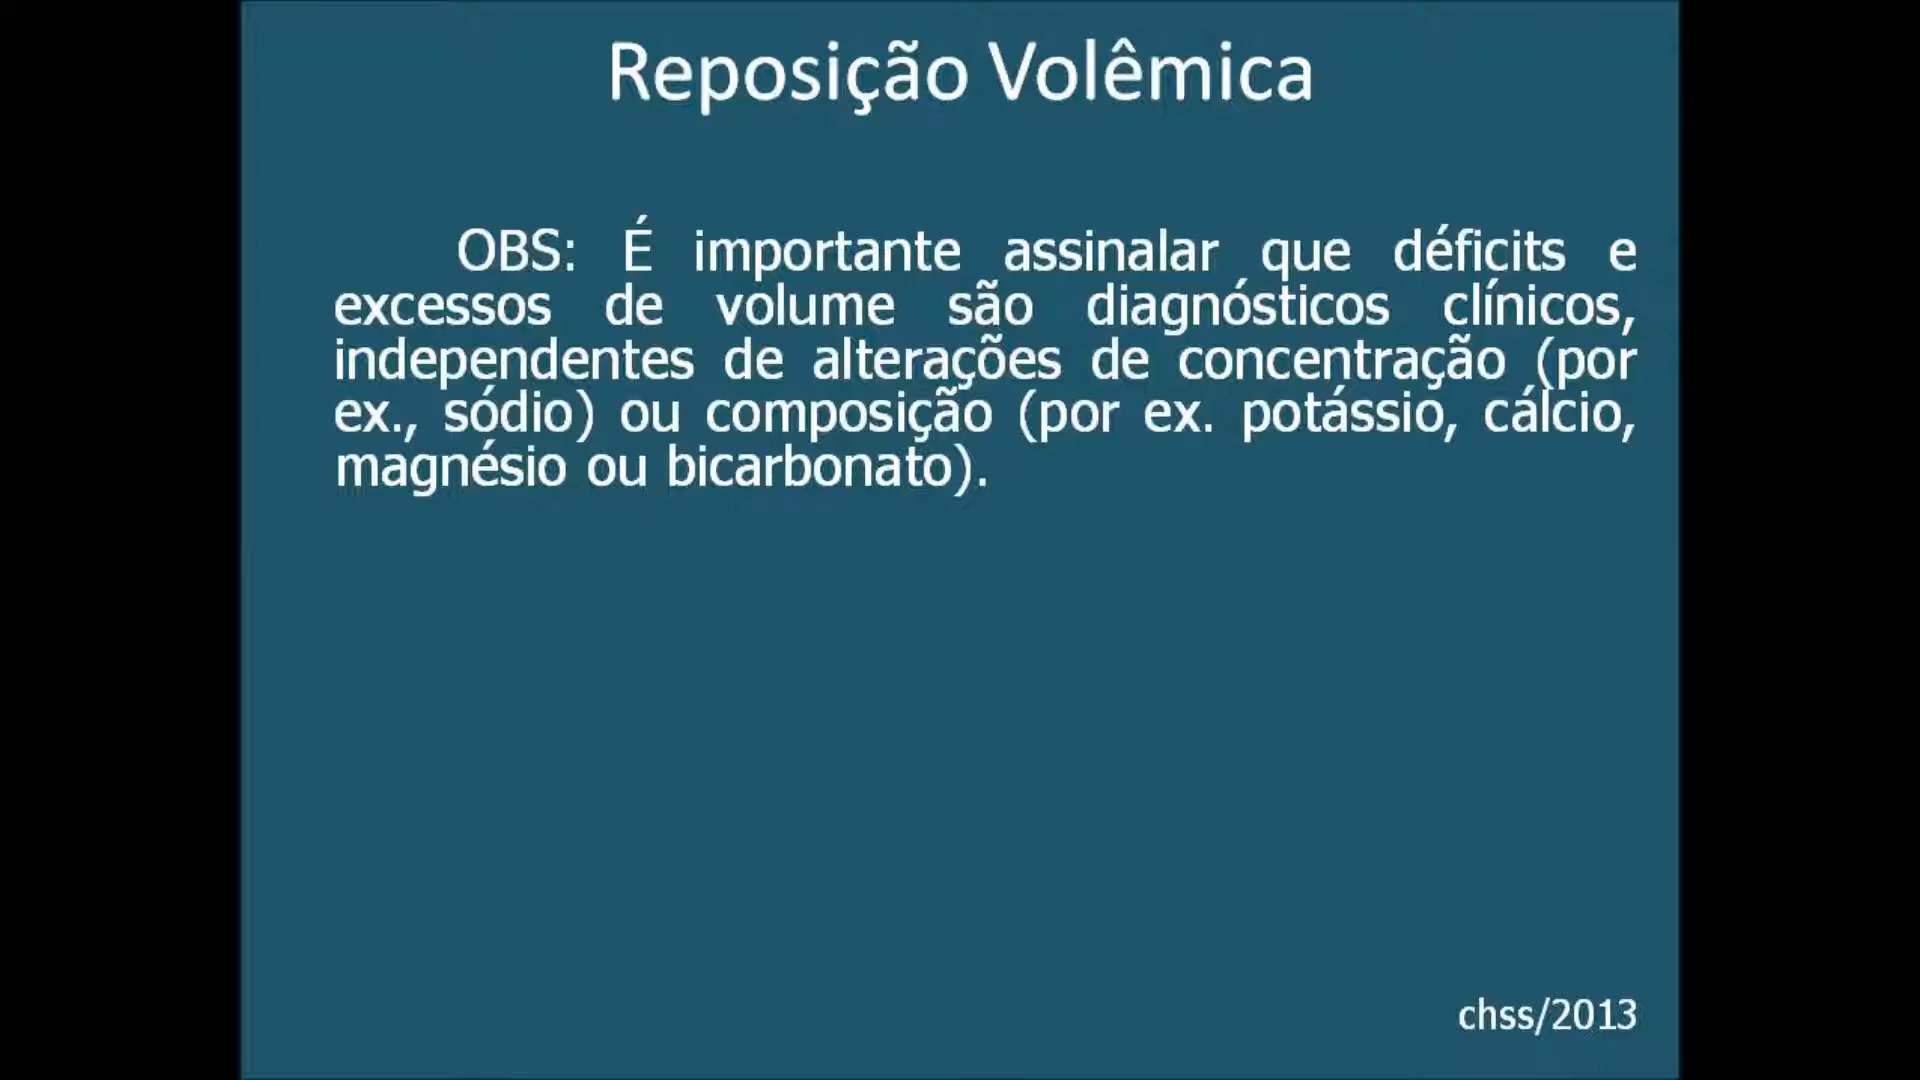 Reposição Volêmica
OBS: É importante assinalar que déficits e
excessos de volume são diagnósticos clínicos,
independentes de alterações de concentração (por
ex., sódio) ou composição (por ex. potássio, cálcio,
magnésio ou bicarbonato).
chss/2013